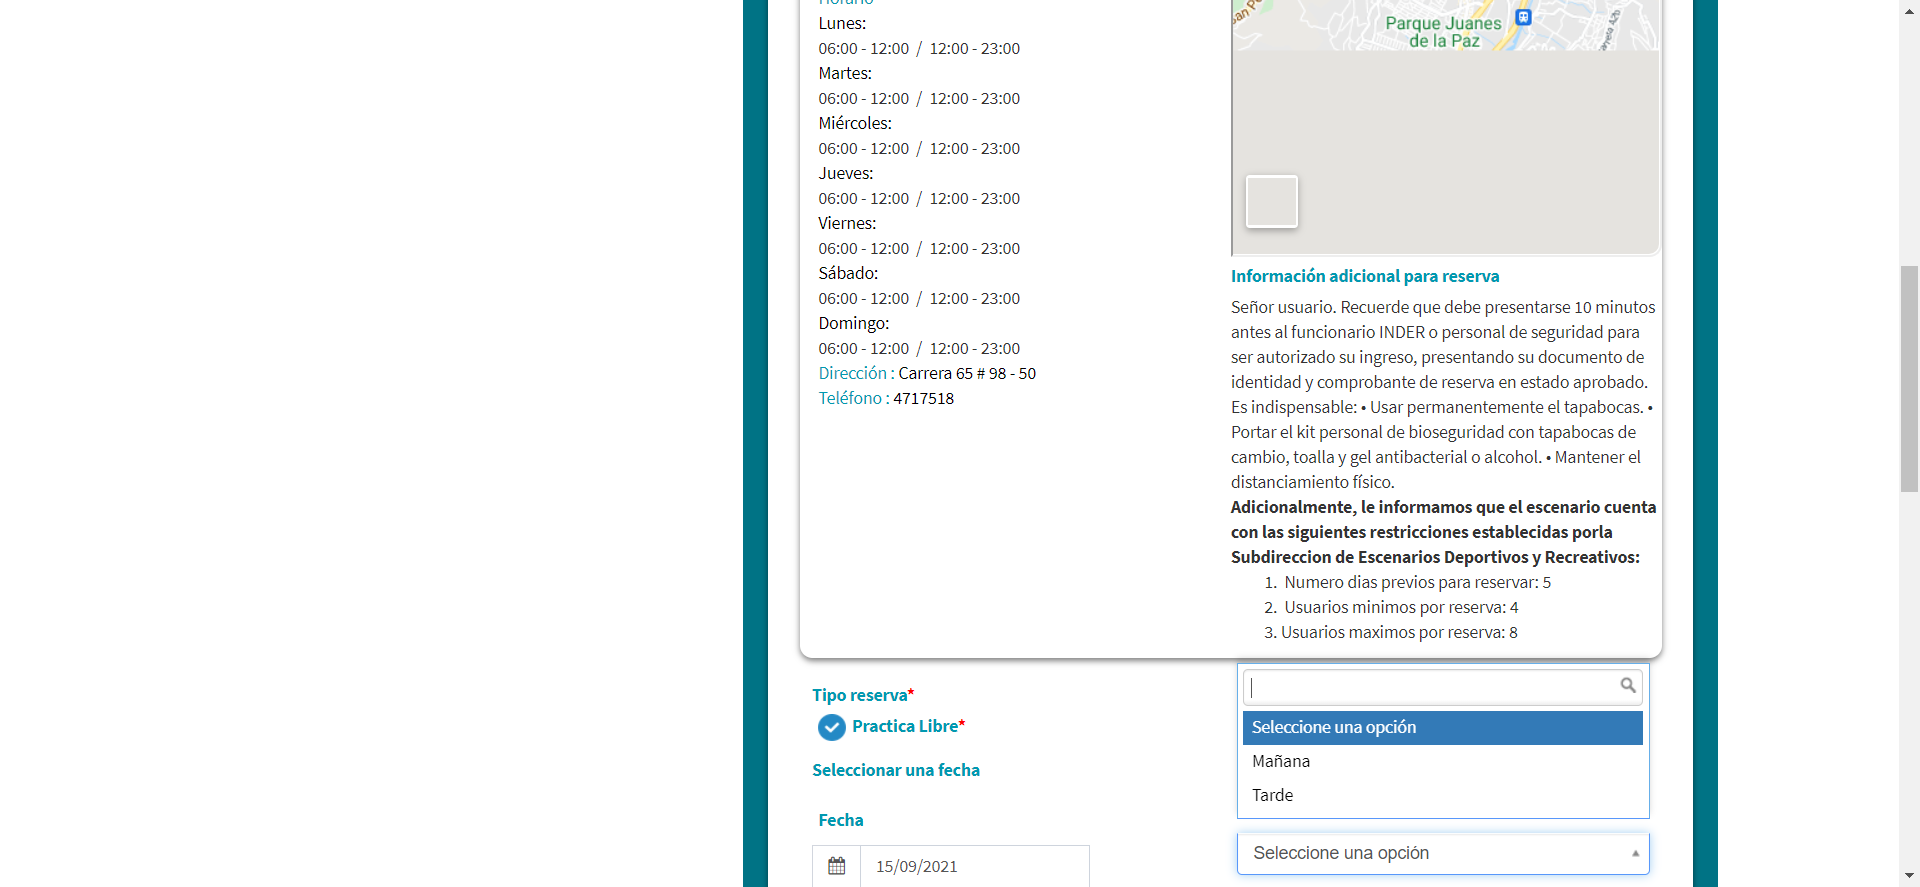 Horario
Lunes:
06:00 - 12:00 / 12:00 - 23:00
Martes:
06:00 - 12:00 / 12:00 - 23:00
Miércoles:
06:00 - 12:00 / 12:00 - 23:00
Jueves:
06:00 - 12:00 / 12:00 - 23:00
Viernes:
06:00 - 12:00 / 12:00 - 23:00
Sábado:
06:00 - 12:00 / 12:00 - 23:00
Domingo:
06:00 - 12:00 / 12:00 - 23:00
Dirección : Carrera 65 # 98 - 50
Teléfono : 4717518
Parque Juanes
de la Paz
Información adicional para reserva
Señor usuario. Recuerde que debe presentarse 10 minutos
antes al funcionario INDER o personal de seguridad para
ser autorizado su ingreso, presentando su documento de
identidad y comprobante de reserva en estado aprobado.
Es indispensable: • Usar permanentemente el tapabocas. •
Portar el kit personal de bioseguridad con tapabocas de
cambio, toalla y gel antibacterial o alcohol. • Mantener el
distanciamiento físico.
Adicionalmente, le informamos que el escenario cuenta
con las siguientes restricciones establecidas porla
Subdireccion de Escenarios Deportivos y Recreativos:
1. Numero dias previos para reservar: 5
2. Usuarios minimos por reserva: 4
3. Usuarios maximos por reserva: 8
Tipo reserva*
Practica Libre*
Seleccionar una fecha
Fecha
15/09/2021
Seleccione una opción
Mañana
Tarde
Seleccione una opción